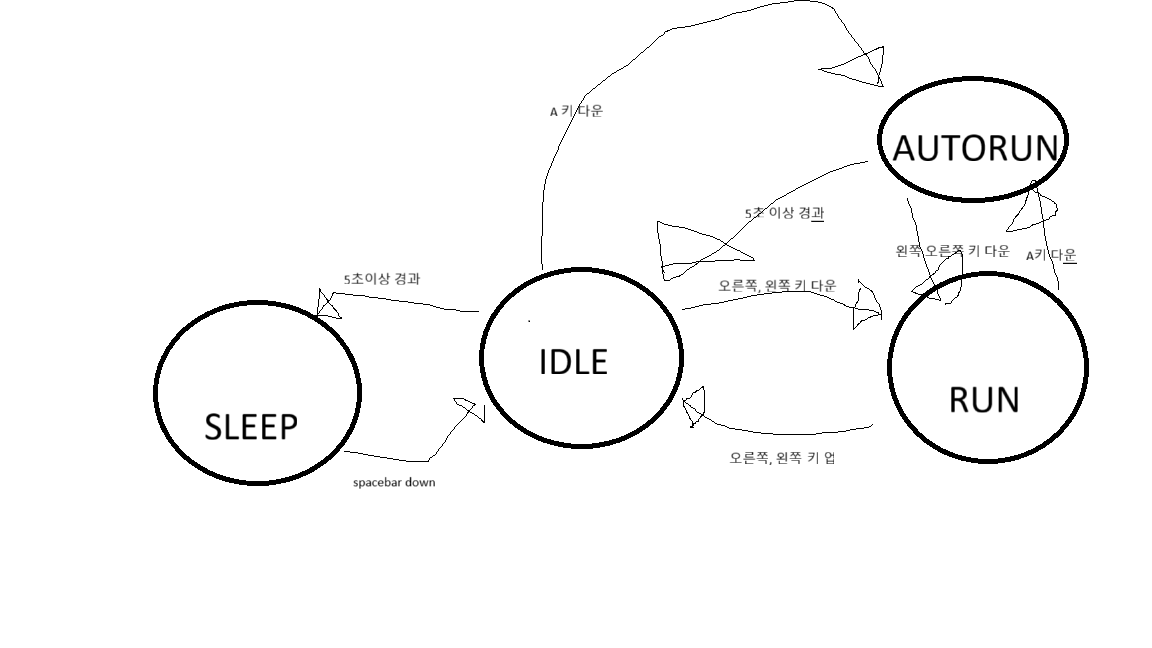 A 키 다운
AUTORUN
5초 이상 경과
왼쪽 오른쪽 키 다운
A키 다운
5초이상 경과
오른쪽, 왼쪽 키 다운
IDLE
RUN
SLEEP
오른쪽, 왼쪽 키 업
spacebar down